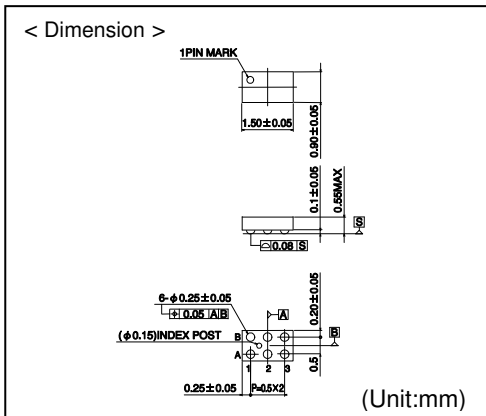 < Dimension >
1PIN MARK
1.50±0.05
0.90±0.05
0.1±0.05
0.55MAX
S
⌓ 0.08 S
6-φ0.25±0.05
⌖ 0.05 A B
A
(φ0.15)INDEX POST
B
A
1 2 3
0.20±0.05
B
0.5
0.25±0.05
P=0.5×2
(Unit:mm)